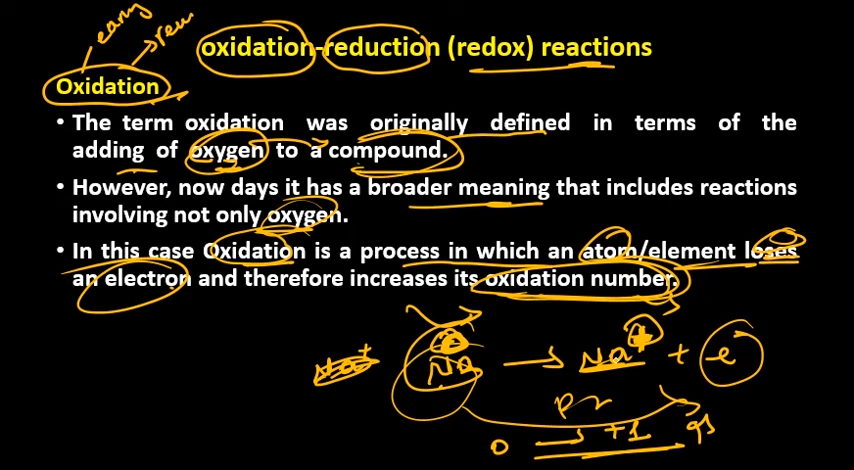 early
oxidation-reduction (redox) reactions
Oxidation
• The term oxidation was originally defined in terms of the
adding of oxygen to a compound.
• However, now days it has a broader meaning that includes reactions
involving not only oxygen.
• In this case Oxidation is a process in which an atom/element loses
an electron and therefore increases its oxidation number.
Na → Na⁺ + e⁻
0 → +1